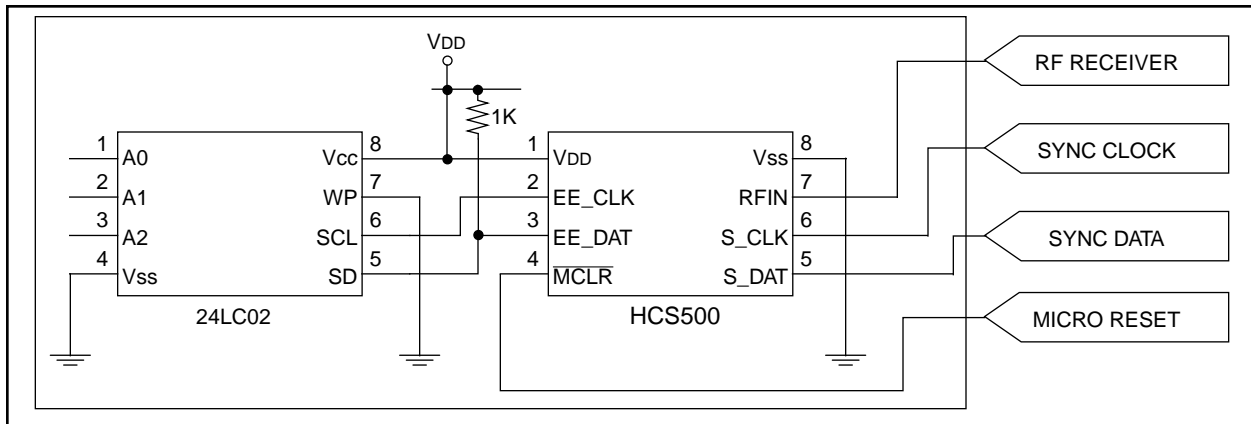 VDD
1K
1 A0
2 A1
3 A2
4 Vss
Vcc 8
WP 7
SCL 6
SD 5
24LC02
1 VDD
2 EE_CLK
3 EE_DAT
4 MCLR
Vss 8
RFIN 7
S_CLK 6
S_DAT 5
HCS500
RF RECEIVER
SYNC CLOCK
SYNC DATA
MICRO RESET